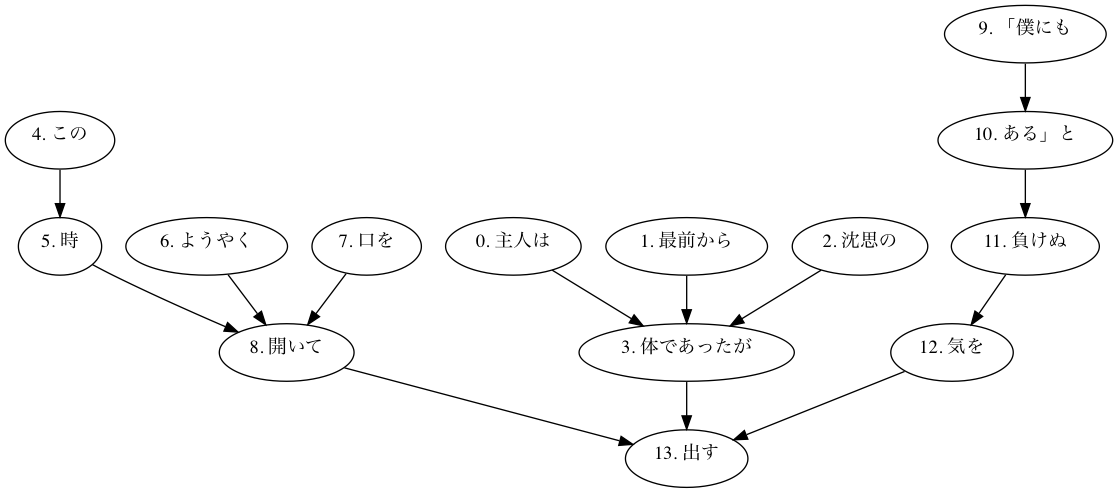 9. 「僕にも
4. この
10. ある」と
5. 時
6. ようやく
7. 口を
0. 主人は
1. 最前から
2. 沈思の
11. 負けぬ
8. 開いて
3. 体であったが
12. 気を
13. 出す